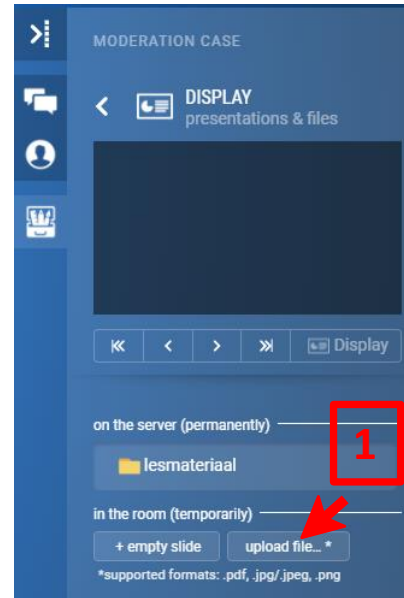 MODERATION CASE
DISPLAY
presentations & files
Display
on the server (permanently)
1
lesmateriaal
in the room (temporarily)
+ empty slide
upload file... *
*supported formats: .pdf, .jpg/.jpeg, .png